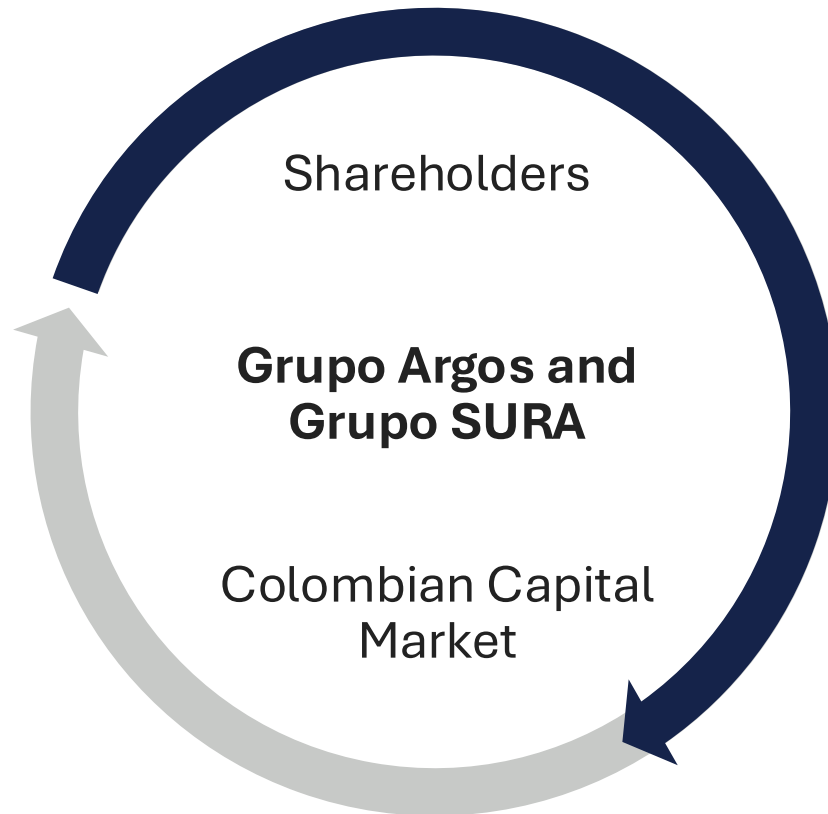 Shareholders
Grupo Argos and
Grupo SURA
Colombian Capital
Market